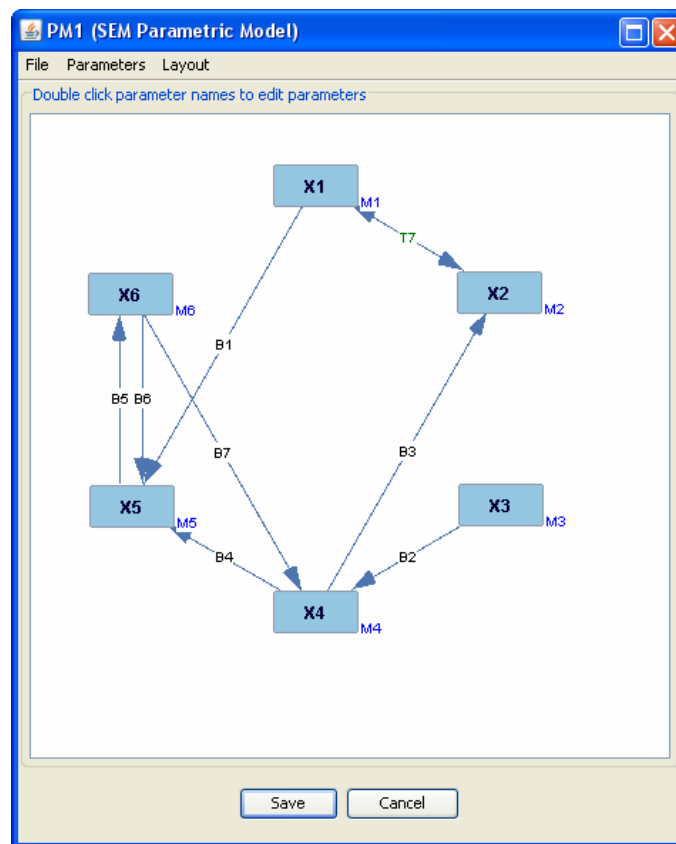 PM1 (SEM Parametric Model)
File Parameters Layout
Double click parameter names to edit parameters
X1
M1
T7
X6
M6
X2
M2
B1
B5 B6
B7
B3
X5
M5
X3
M3
B4
B2
X4
M4
Save Cancel